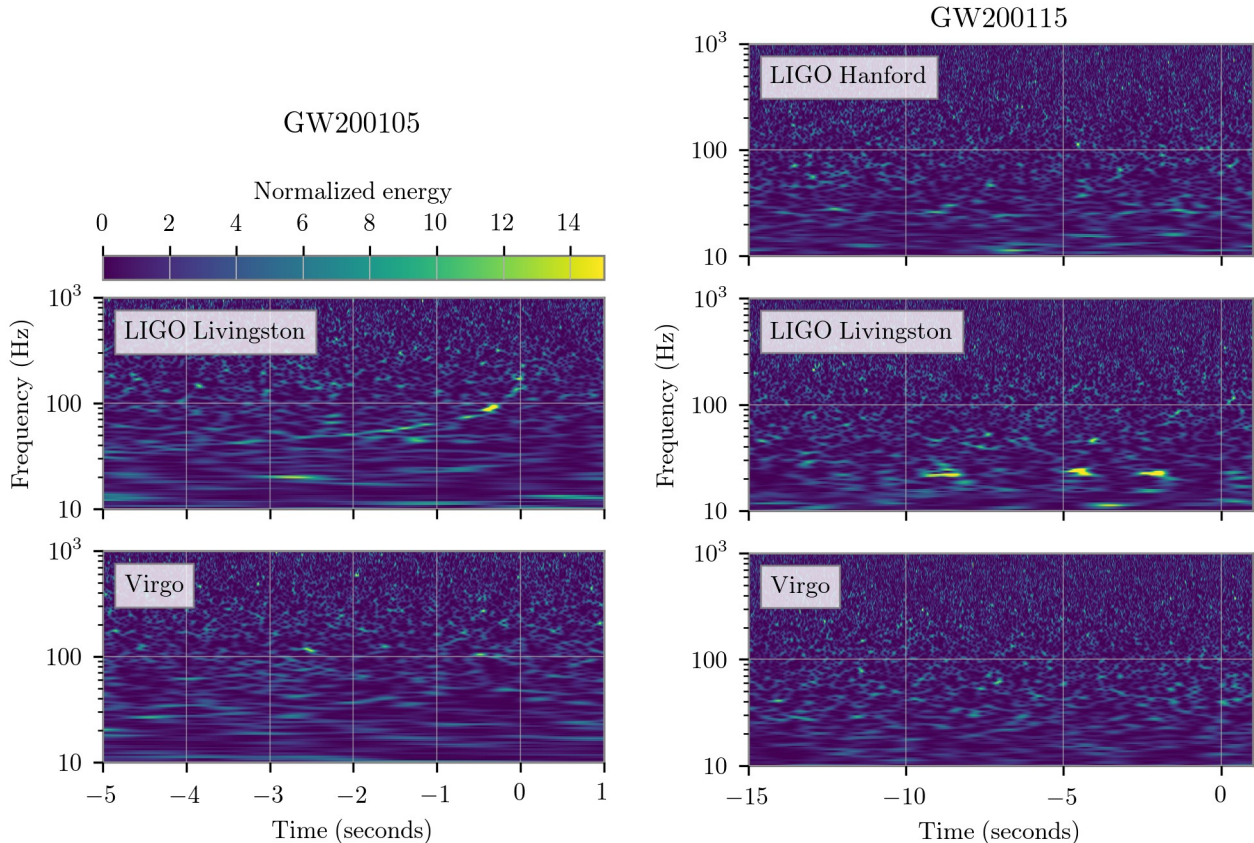 GW200105
Normalized energy
0 2 4 6 8 10 12 14
10³
LIGO Livingston
100
10
Frequency (Hz)
10³
Virgo
100
10
−5 −4 −3 −2 −1 0 1
Time (seconds)
GW200115
10³
LIGO Hanford
100
10
10³
LIGO Livingston
100
10
Frequency (Hz)
10³
Virgo
100
10
−15 −10 −5 0
Time (seconds)